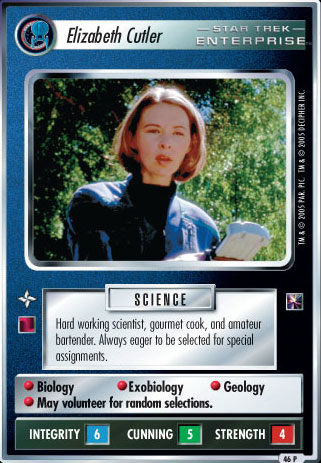 Elizabeth Cutler
STAR TREK
ENTERPRISE™
TM & © 2005 PAR. PIC. TM & © 2005 DECIPHER INC.
SCIENCE
Hard working scientist, gourmet cook, and amateur
bartender. Always eager to be selected for special
assignments.
Biology Exobiology Geology
May volunteer for random selections.
INTEGRITY 6 CUNNING 5 STRENGTH 4
46 P